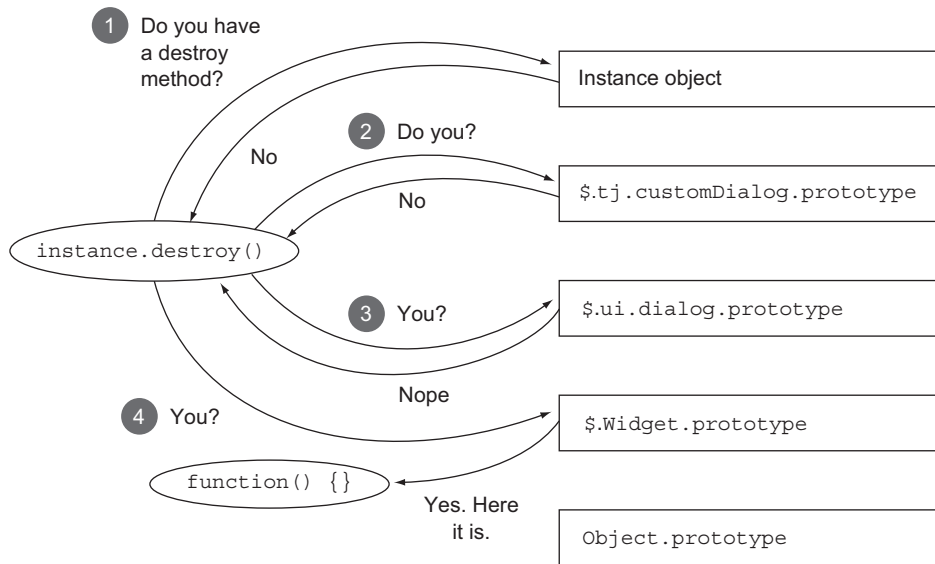 1 Do you have
a destroy
method?
Instance object
2 Do you?
No
$.tj.customDialog.prototype
No
instance.destroy()
3 You?
$.ui.dialog.prototype
Nope
4 You?
$.Widget.prototype
function() {}
Yes. Here
it is.
Object.prototype